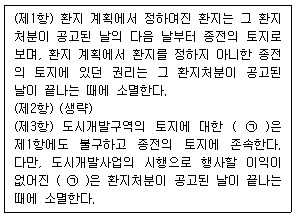 (제1항) 환지 계획에서 정하여진 환지는 그 환지
처분이 공고된 날의 다음 날부터 종전의 토지로
보며, 환지 계획에서 환지를 정하지 아니한 종전
의 토지에 있던 권리는 그 환지처분이 공고된
날이 끝나는 때에 소멸한다.
(제2항) (생략)
(제3항) 도시개발구역의 토지에 대한 ( ㉠ )은
제1항에도 불구하고 종전의 토지에 존속한다.
다만, 도시개발사업의 시행으로 행사할 이익이
없어진 ( ㉠ )은 환지처분이 공고된 날이 끝나는
때에 소멸한다.